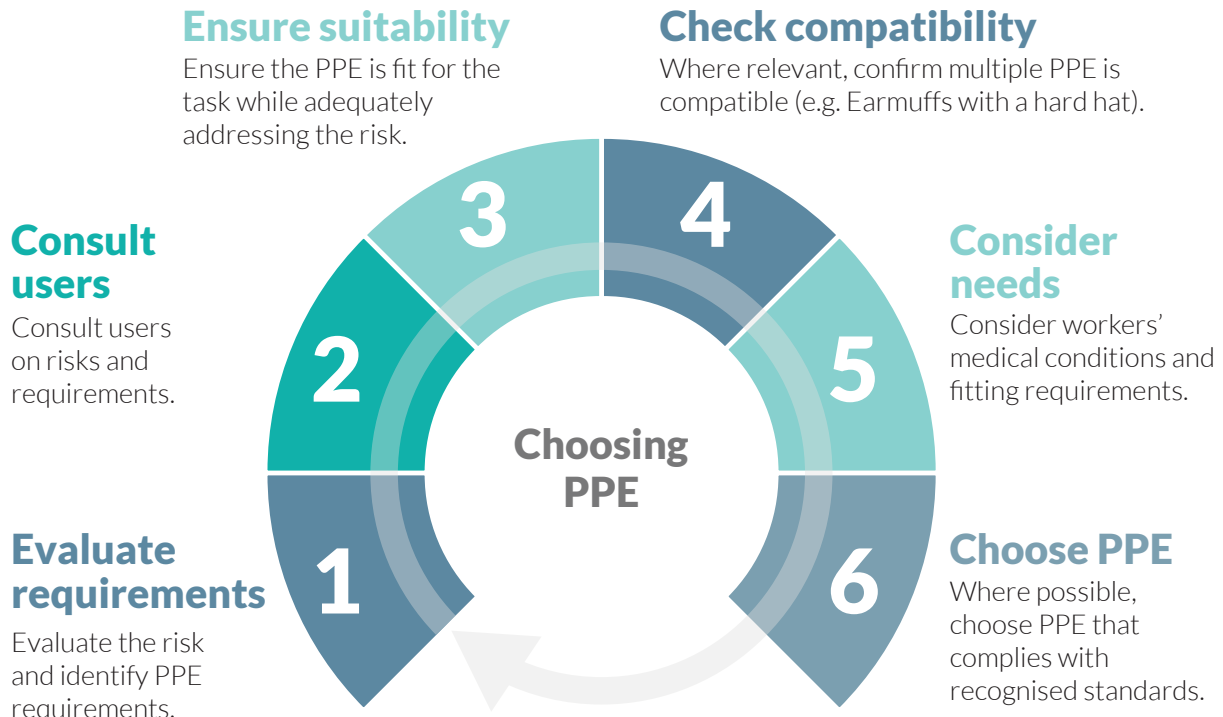 Choosing
PPE
1
Evaluate
requirements
Evaluate the risk
and identify PPE
requirements.
2
Consult
users
Consult users
on risks and
requirements.
3
Ensure suitability
Ensure the PPE is fit for the
task while adequately
addressing the risk.
4
Check compatibility
Where relevant, confirm multiple PPE is
compatible (e.g. Earmuffs with a hard hat).
5
Consider
needs
Consider workers’
medical conditions and
fitting requirements.
6
Choose PPE
Where possible,
choose PPE that
complies with
recognised standards.